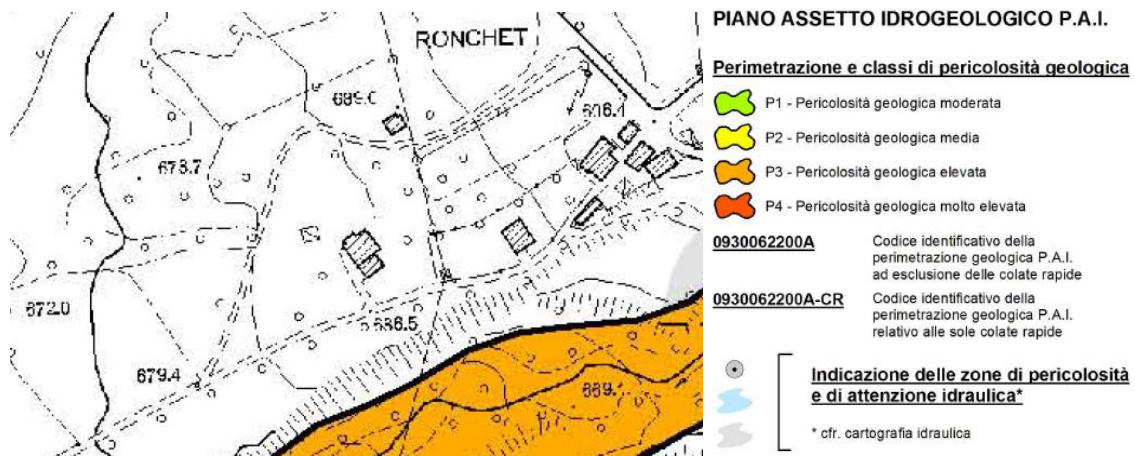 RONCHET
689.0
678.7
672.0
686.5
679.4
PIANO ASSETTO IDROGEOLOGICO P.A.I.
Perimetrazione e classi di pericolosità geologica
P1 - Pericolosità geologica moderata
P2 - Pericolosità geologica media
P3 - Pericolosità geologica elevata
P4 - Pericolosità geologica molto elevata
0930062200A Codice identificativo della
perimetrazione geologica P.A.I.
ad esclusione delle colate rapide
0930062200A-CR Codice identificativo della
perimetrazione geologica P.A.I.
relativo alle sole colate rapide
Indicazione delle zone di pericolosità
e di attenzione idraulica*
* cfr. cartografia idraulica